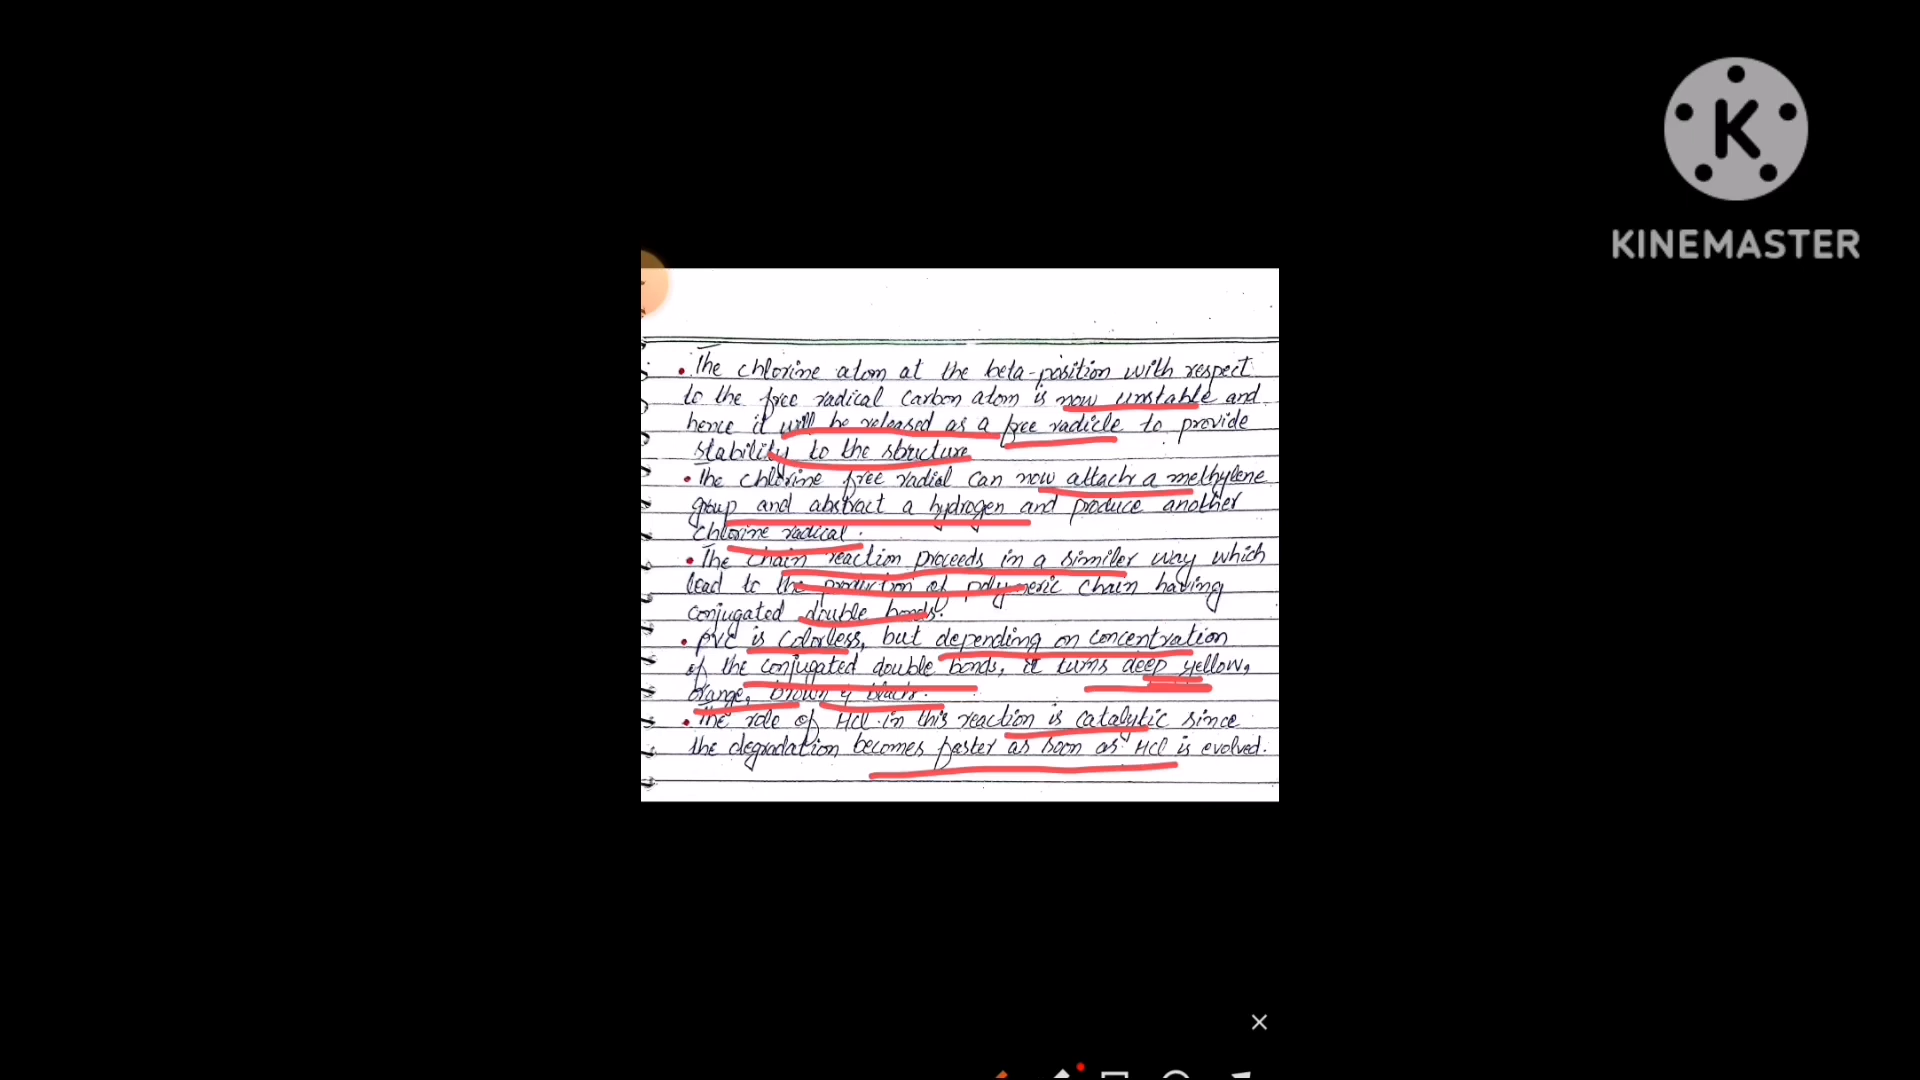 K
KINEMASTER
• The chlorine atom at the beta-position with respect
to the free radical carbon atom is now unstable and
hence it will be released as a free radicle to provide
stability to the structure
• The chlorine free radial can now attach a methylene
group and abstract a hydrogen and produce another
chlorine radical.
• The chain reaction proceeds in a similer way which
lead to the production of polymeric chain having
conjugated double bonds.
• PVC is colorless, but depending on concentration
of the conjugated double bonds, it turns deep yellow,
orange, brown & black.
• The role of HCl in this reaction is catalytic since
the degradation becomes faster as soon as HCl is evolved.